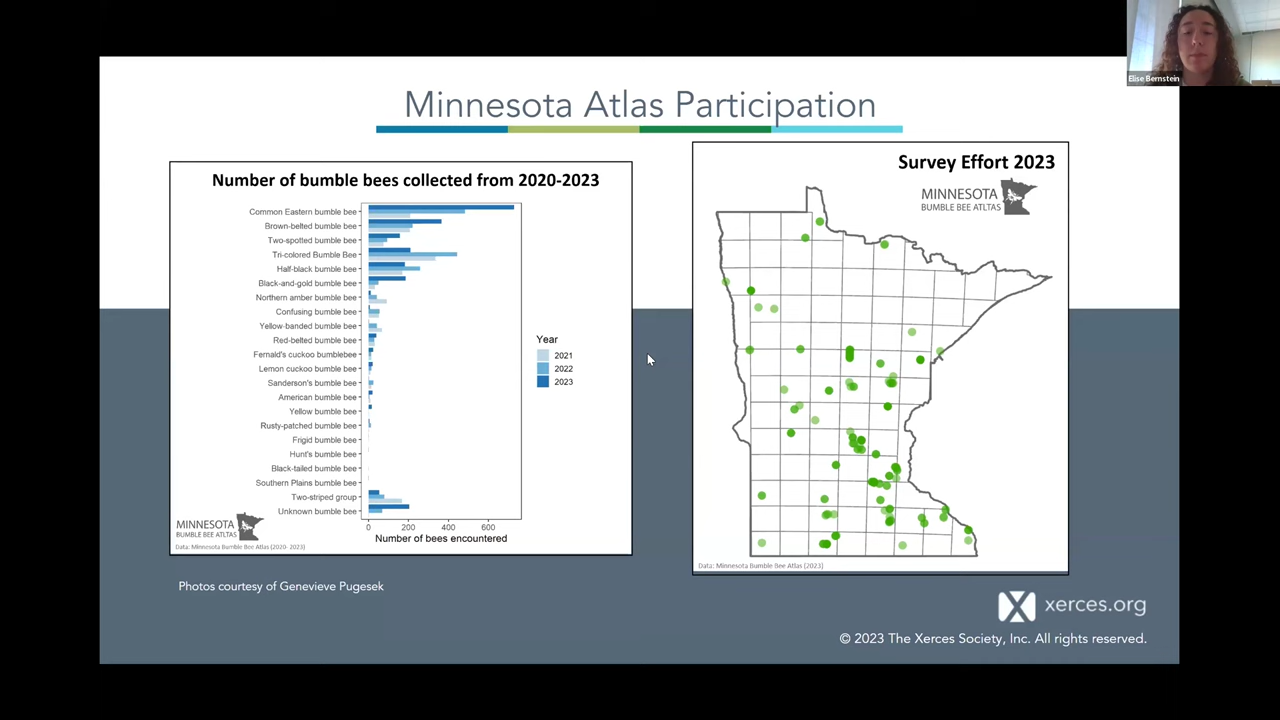 Elise Bernstein
Minnesota Atlas Participation
Number of bumble bees collected from 2020-2023
Common Eastern bumble bee
Brown-belted bumble bee
Two-spotted bumble bee
Tri-colored Bumble Bee
Half-black bumble bee
Black-and-gold bumble bee
Northern amber bumble bee
Confusing bumble bee
Yellow-banded bumble bee
Red-belted bumble bee
Fernald's cuckoo bumblebee
Lemon cuckoo bumble bee
Sanderson's bumble bee
American bumble bee
Yellow bumble bee
Rusty-patched bumble bee
Frigid bumble bee
Hunt's bumble bee
Black-tailed bumble bee
Southern Plains bumble bee
Two-striped group
Unknown bumble bee
0 200 400 600
Number of bees encountered
Year
2021
2022
2023
MINNESOTA
BUMBLE BEE ATLTAS
Data: Minnesota Bumble Bee Atlas (2020- 2023)
Survey Effort 2023
MINNESOTA
BUMBLE BEE ATLTAS
Data: Minnesota Bumble Bee Atlas (2023)
Photos courtesy of Genevieve Pugesek
xerces.org
© 2023 The Xerces Society, Inc. All rights reserved.